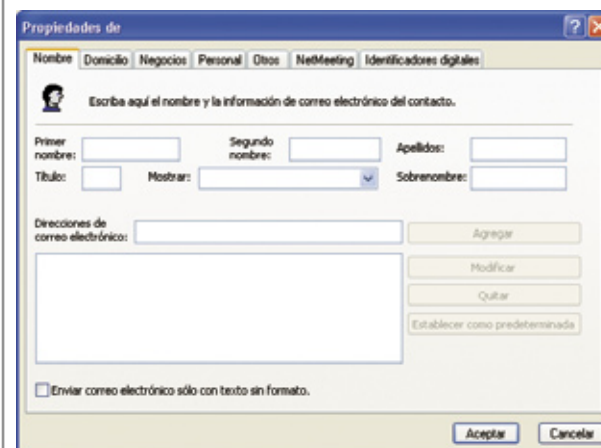 Propiedades de
Nombre Domicilio Negocios Personal Otros NetMeeting Identificadores digitales
Escriba aquí el nombre y la información de correo electrónico del contacto.
Primer nombre: Segundo nombre: Apellidos:
Título: Mostrar: Sobrenombre:
Direcciones de correo electrónico: Agregar
Modificar
Quitar
Establecer como predeterminada
Enviar correo electrónico sólo con texto sin formato.
Aceptar Cancelar